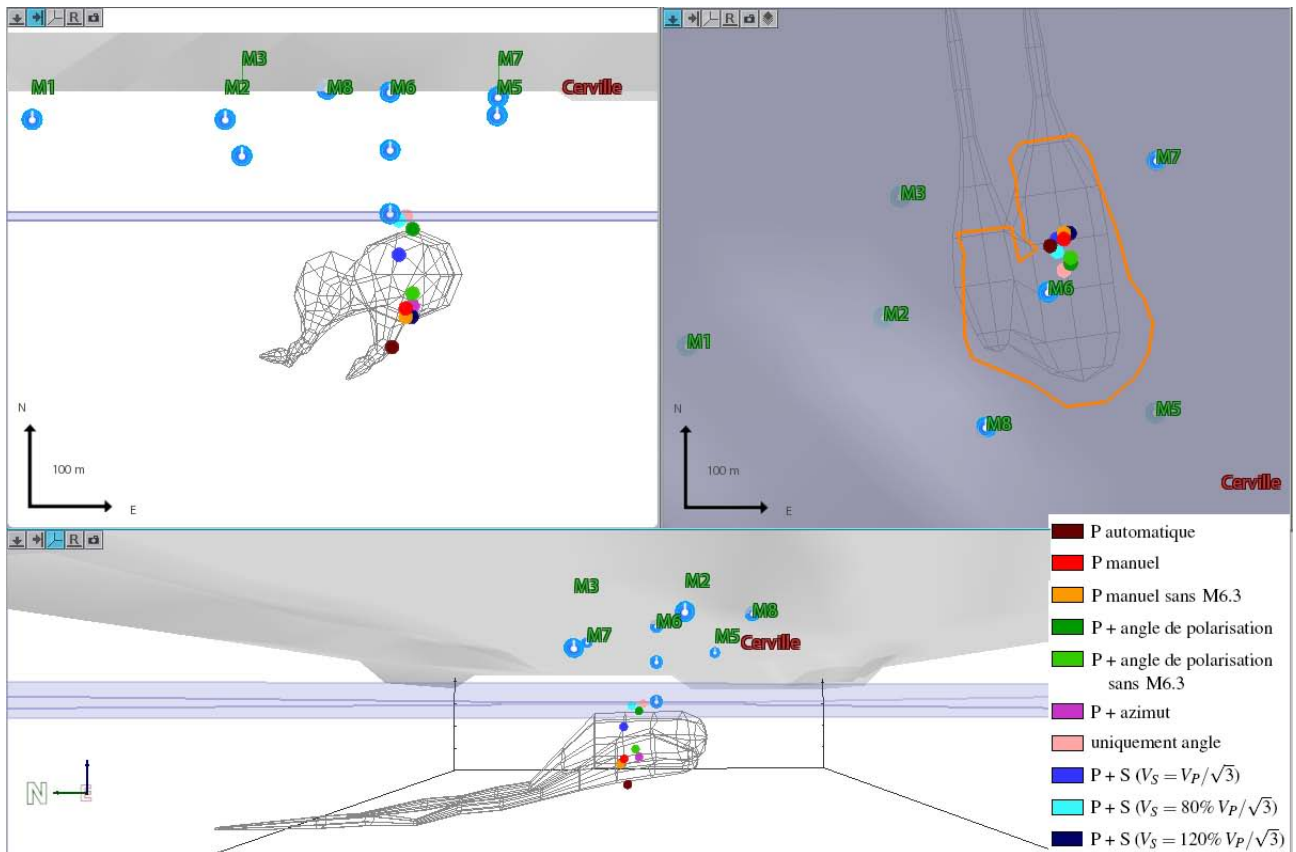 R
M3
M7
M1
M2
M8
M6
M5
Cerville
N
100 m
E
R
M7
M3
M6
M2
M1
M5
M8
N
100 m
E
Cerville
R
M3
M2
M8
M6
M7
M5
Cerville
N
E
P automatique
P manuel
P manuel sans M6.3
P + angle de polarisation
P + angle de polarisation
sans M6.3
P + azimut
uniquement angle
P + S (V_S = V_P/√3)
P + S (V_S = 80% V_P/√3)
P + S (V_S = 120% V_P/√3)